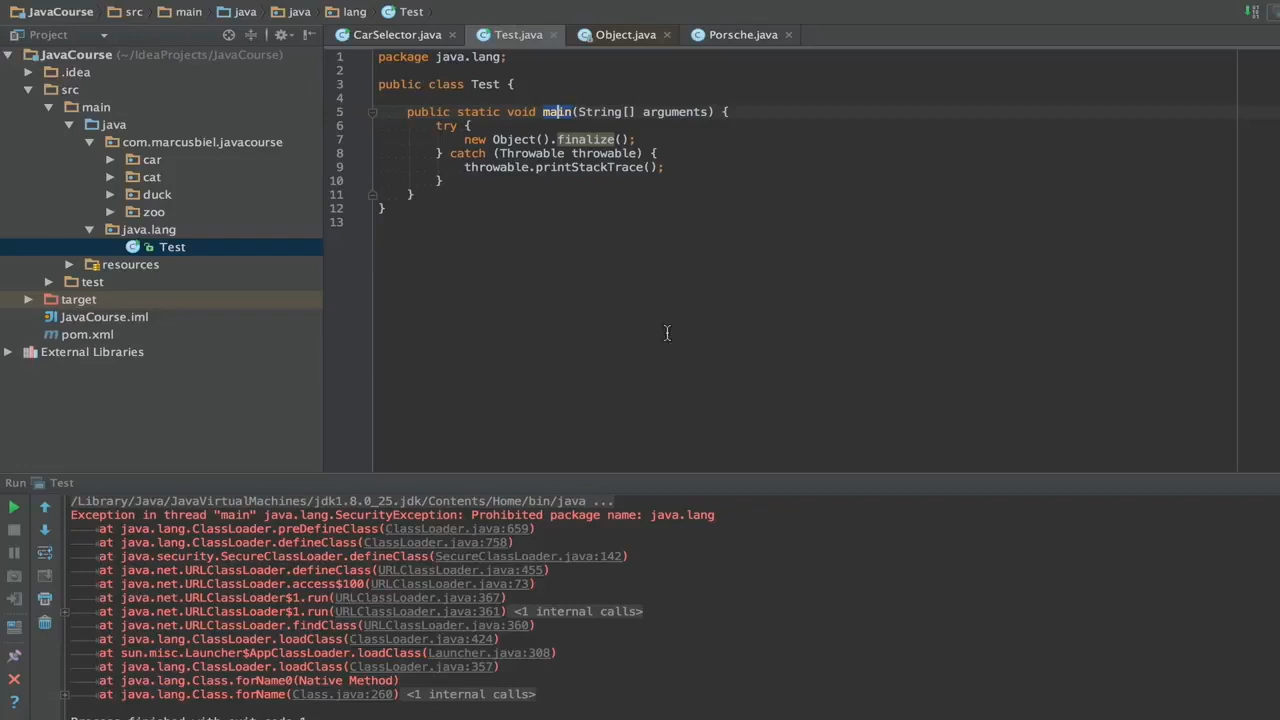 JavaCourse src main java java lang Test
Project CarSelector.java Test.java Object.java Porsche.java
JavaCourse (~/IdeaProjects/JavaCourse)
.idea
src
main
java
com.marcusbiel.javacourse
car
cat
duck
zoo
java.lang
Test
resources
test
target
JavaCourse.iml
pom.xml
External Libraries
1 package java.lang;
2
3 public class Test {
4
5 public static void main(String[] arguments) {
6 try {
7 new Object().finalize();
8 } catch (Throwable throwable) {
9 throwable.printStackTrace();
10 }
11 }
12 }
13
Run Test
/Library/Java/JavaVirtualMachines/jdk1.8.0_25.jdk/Contents/Home/bin/java ...
Exception in thread "main" java.lang.SecurityException: Prohibited package name: java.lang
at java.lang.ClassLoader.preDefineClass(ClassLoader.java:659)
at java.lang.ClassLoader.defineClass(ClassLoader.java:758)
at java.security.SecureClassLoader.defineClass(SecureClassLoader.java:142)
at java.net.URLClassLoader.defineClass(URLClassLoader.java:455)
at java.net.URLClassLoader.access$100(URLClassLoader.java:73)
at java.net.URLClassLoader$1.run(URLClassLoader.java:367)
at java.net.URLClassLoader$1.run(URLClassLoader.java:361) <1 internal calls>
at java.net.URLClassLoader.findClass(URLClassLoader.java:360)
at java.lang.ClassLoader.loadClass(ClassLoader.java:424)
at sun.misc.Launcher$AppClassLoader.loadClass(Launcher.java:308)
at java.lang.ClassLoader.loadClass(ClassLoader.java:357)
at java.lang.Class.forName0(Native Method)
at java.lang.Class.forName(Class.java:260) <1 internal calls>
Process finished with exit code 1